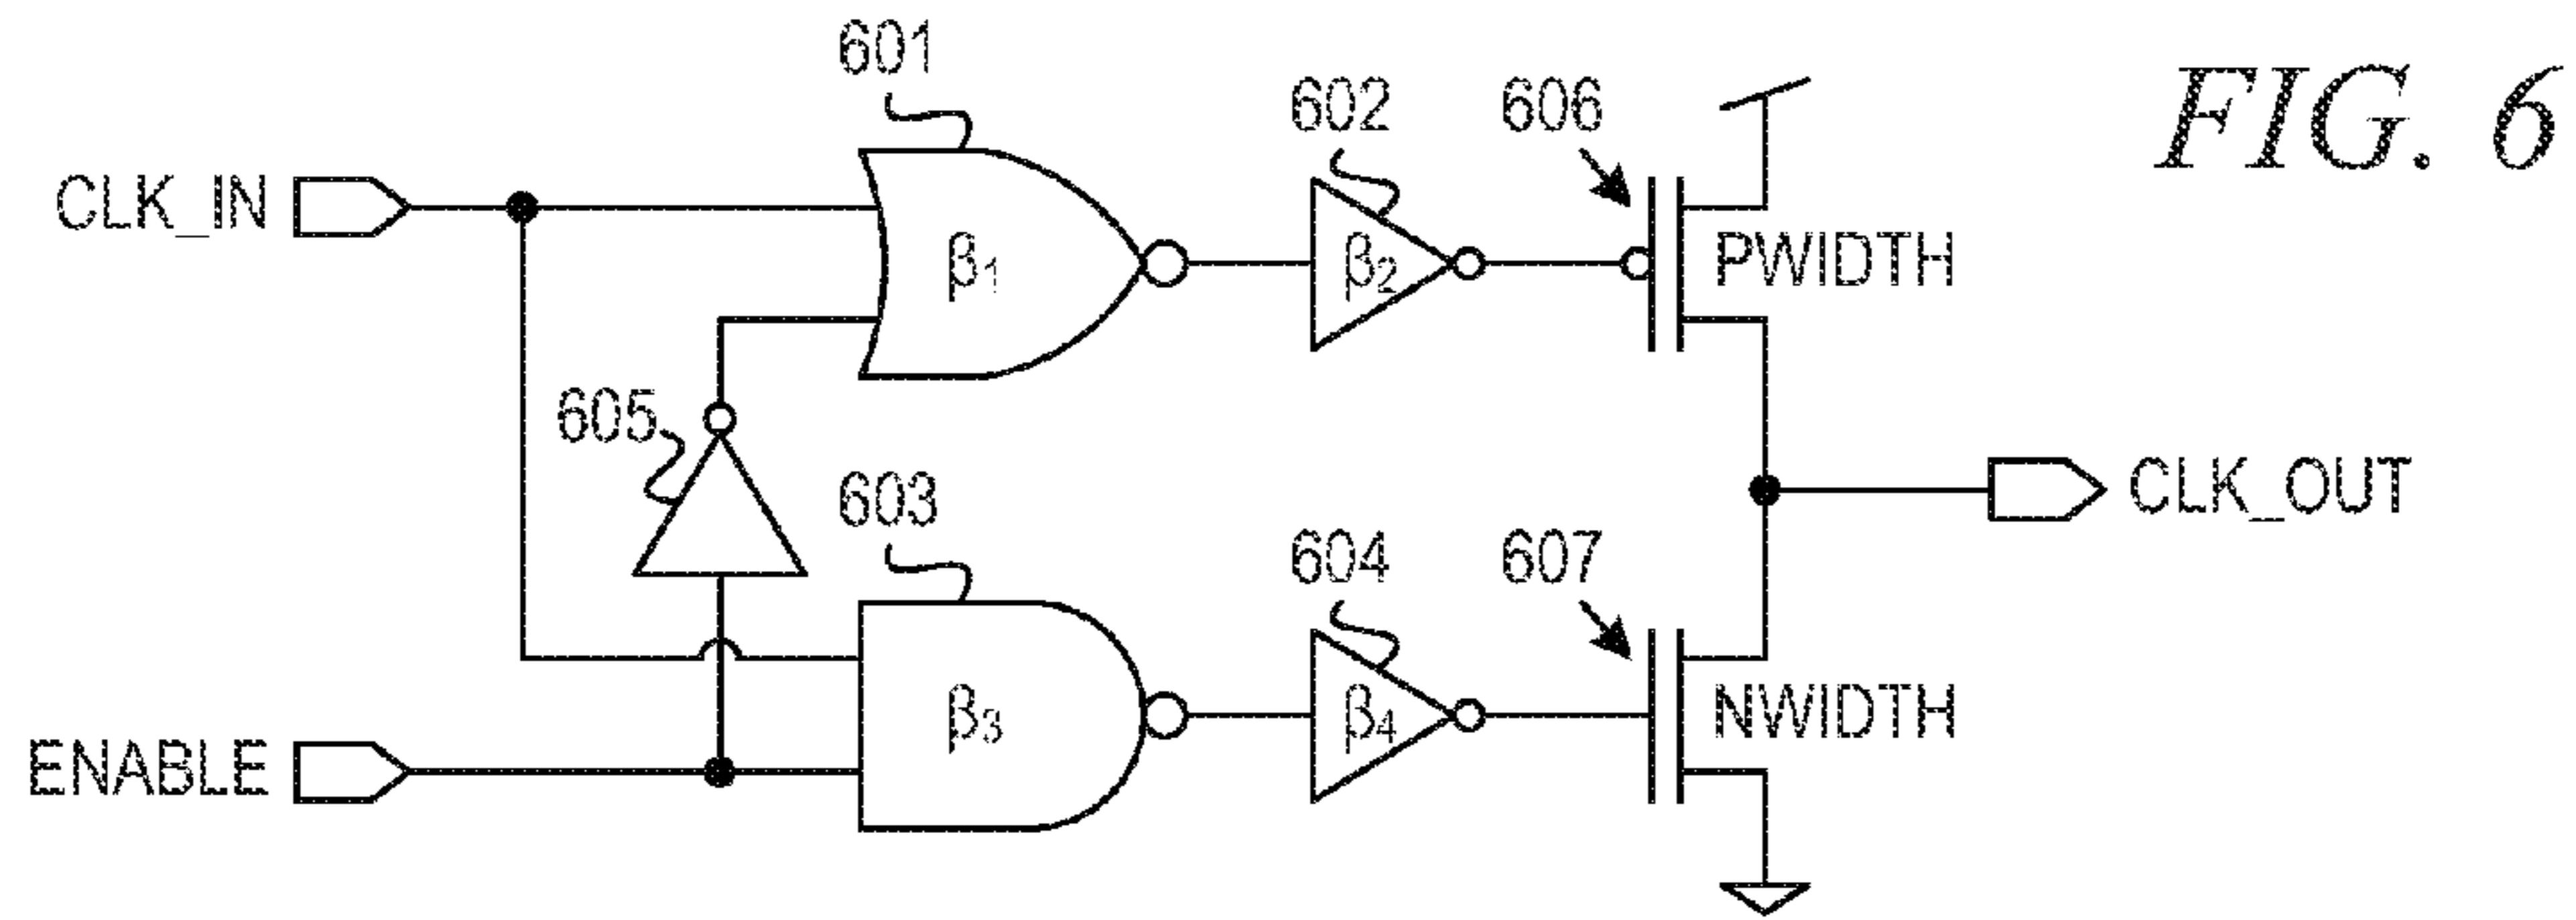 601
FIG. 6
602
606
CLK_IN
β₁
β₂
PWIDTH
605
603
CLK_OUT
604
607
β₃
β₄
NWIDTH
ENABLE